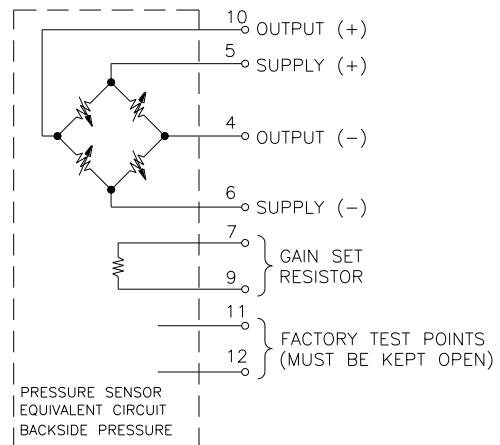 10 OUTPUT (+)
5 SUPPLY (+)
4 OUTPUT (−)
6 SUPPLY (−)
7
GAIN SET
RESISTOR
9
11
FACTORY TEST POINTS
(MUST BE KEPT OPEN)
12
PRESSURE SENSOR
EQUIVALENT CIRCUIT
BACKSIDE PRESSURE